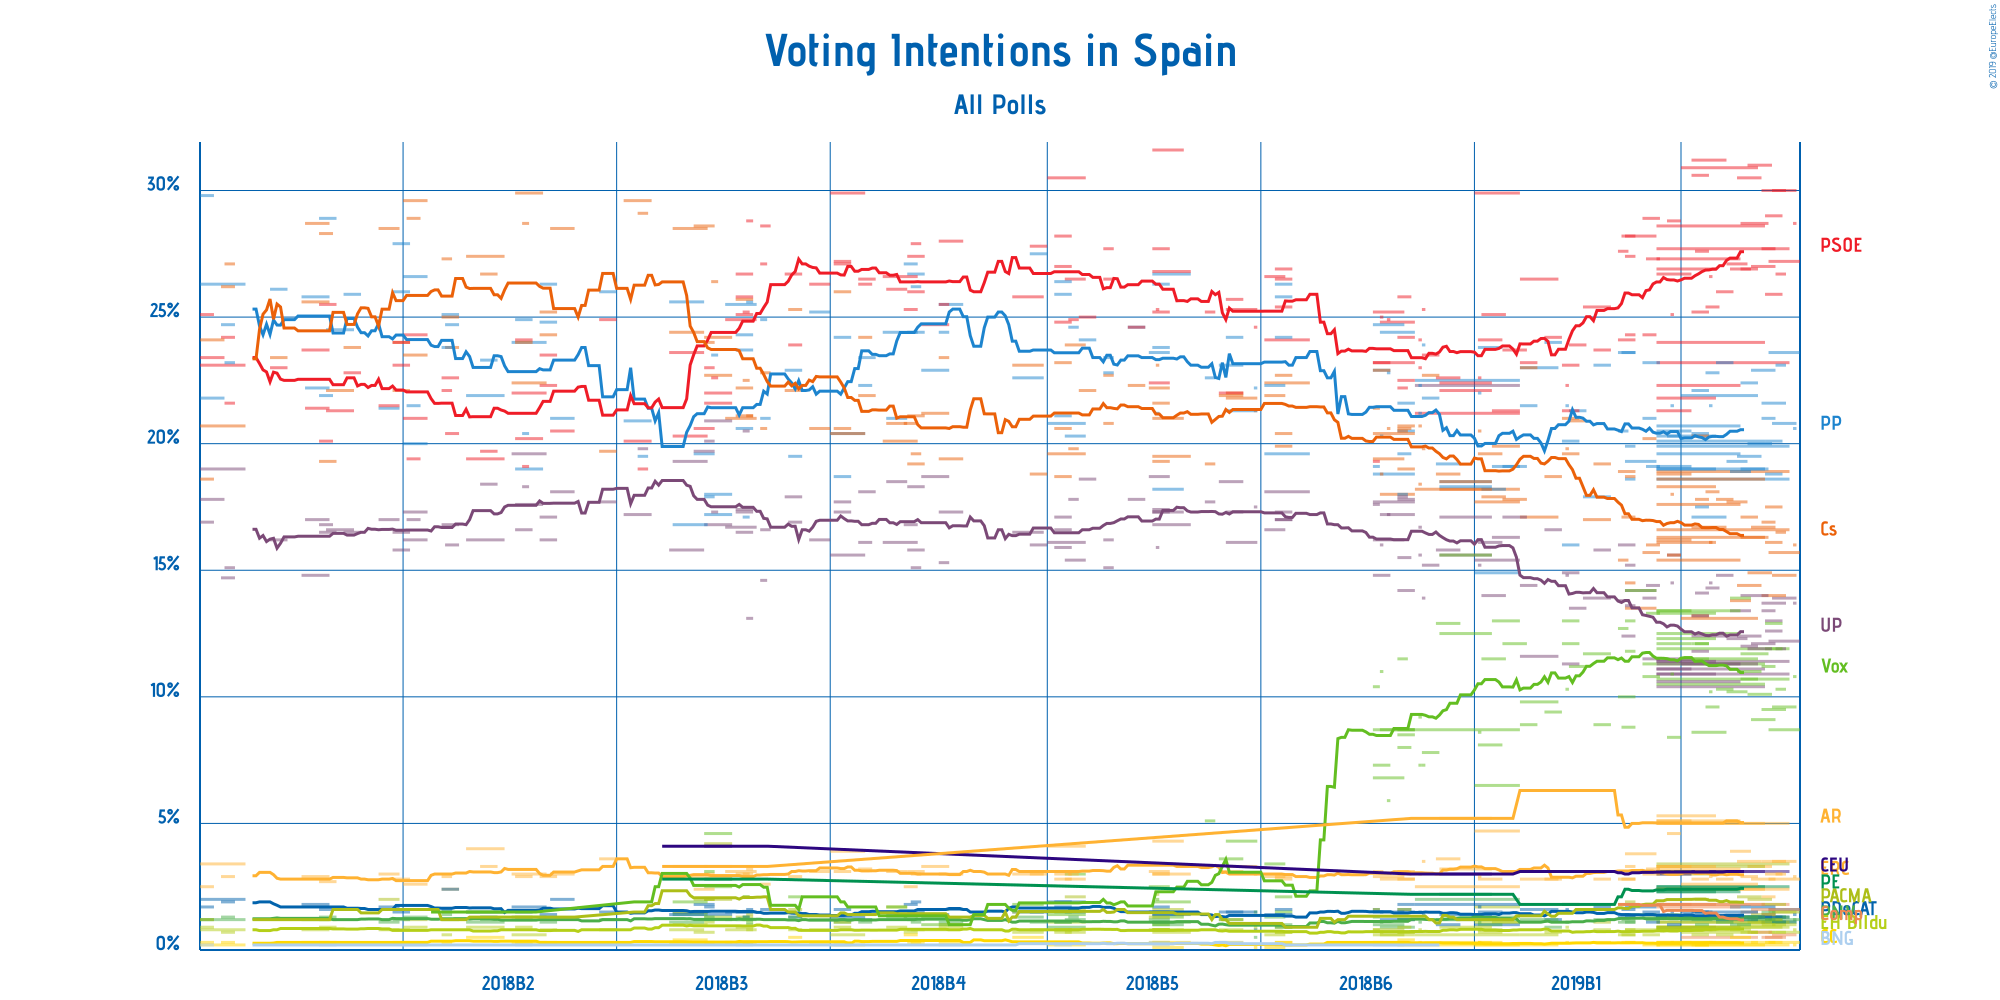 Voting Intentions in Spain
All Polls
© 2019 @EuropeElects
30%
25%
20%
15%
10%
5%
0%
PSOE
PP
Cs
UP
Vox
AR
CEU
PE
PACMA
PDeCAT
EH Bildu
BNG
2018B2
2018B3
2018B4
2018B5
2018B6
2019B1